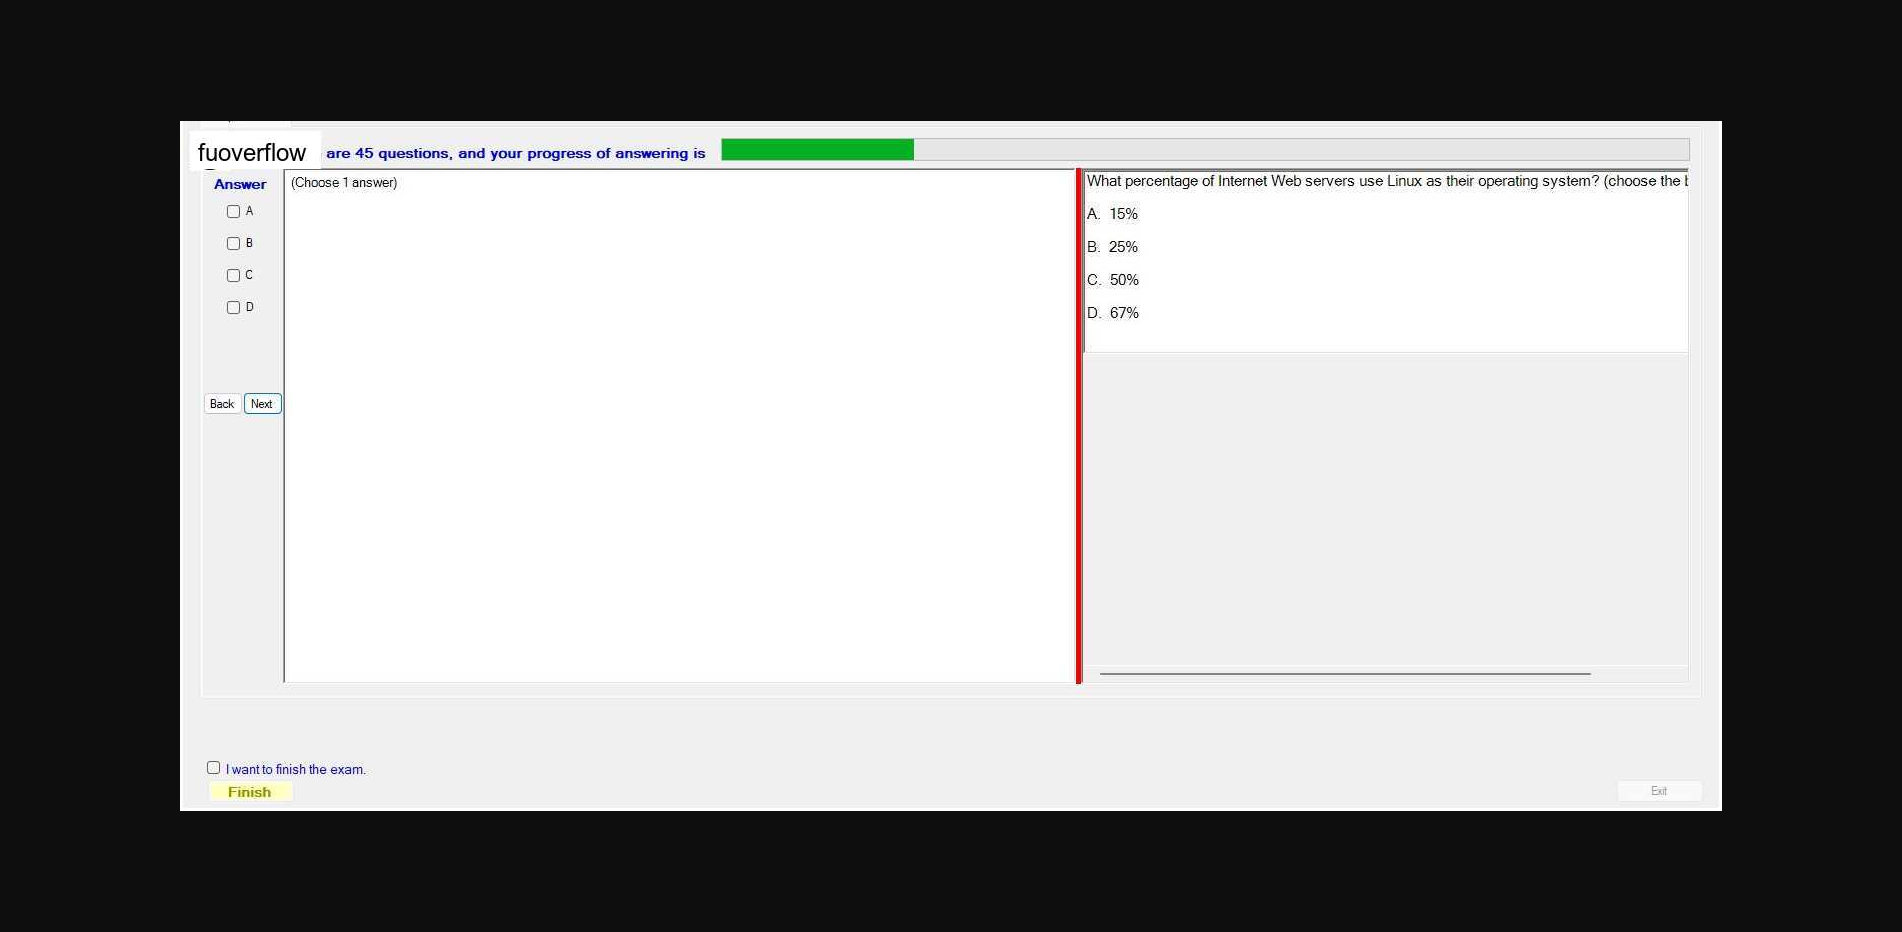 fuoverflow are 45 questions, and your progress of answering is
Answer
A
B
C
D
Back Next
(Choose 1 answer)
What percentage of Internet Web servers use Linux as their operating system? (choose the
A. 15%
B. 25%
C. 50%
D. 67%
I want to finish the exam.
Finish
Exit